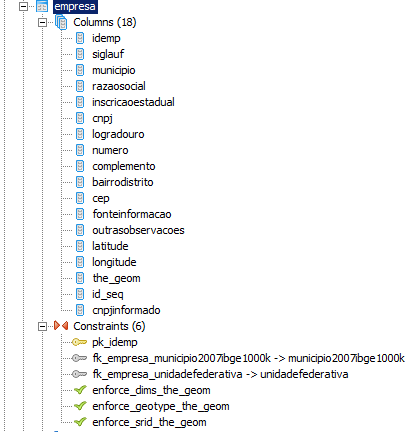 empresa
Columns (18)
idemp
siglauf
municipio
razaosocial
inscricaoestadual
cnpj
logradouro
numero
complemento
bairrodistrito
cep
fonteinformacao
outrasobservacoes
latitude
longitude
the_geom
id_seq
cnpjinformado
Constraints (6)
pk_idemp
fk_empresa_municipio2007ibge1000k -> municipio2007ibge1000k
fk_empresa_unidadefederativa -> unidadefederativa
enforce_dims_the_geom
enforce_geotype_the_geom
enforce_srid_the_geom